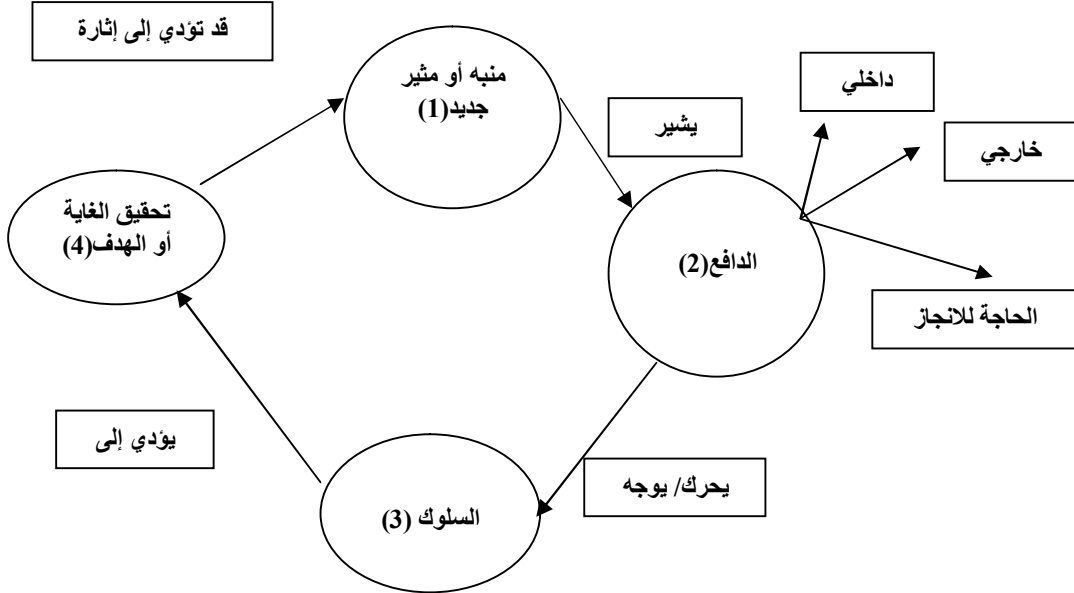 قد تؤدي إلى إثارة
منبه أو مثير
جديد(1)
يشير
داخلي
خارجي
الدافع(2)
الحاجة للانجاز
تحقيق الغاية
أو الهدف(4)
يؤدي إلى
السلوك (3)
يحرك/ يوجه